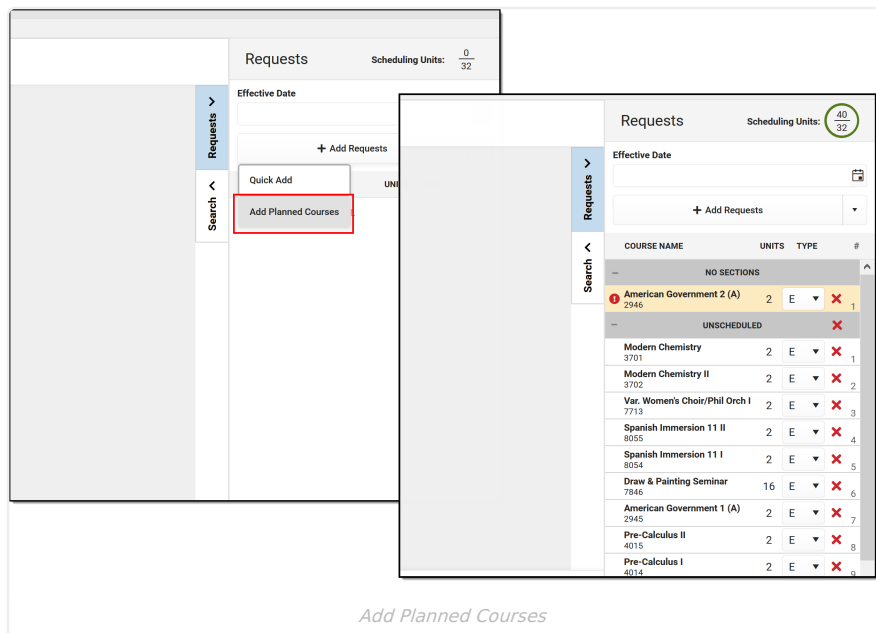 Requests Scheduling Units: 0
32
Effective Date
+ Add Requests
Quick Add
UNI
Add Planned Courses
Requests
Search
Requests Scheduling Units: 40
32
Effective Date
+ Add Requests
COURSE NAME UNITS TYPE #
NO SECTIONS
American Government 2 (A) 2 E 1
2946
UNSCHEDULED
Modern Chemistry 2 E 1
3701
Modern Chemistry II 2 E 2
3702
Var. Women's Choir/Phil Orch I 2 E 3
7713
Spanish Immersion 11 II 2 E 4
8055
Spanish Immersion 11 I 2 E 5
8054
Draw & Painting Seminar 16 E 6
7846
American Government 1 (A) 2 E 7
2945
Pre-Calculus II 2 E 8
4015
Pre-Calculus I 2 E 9
4014
Requests
Search
Add Planned Courses